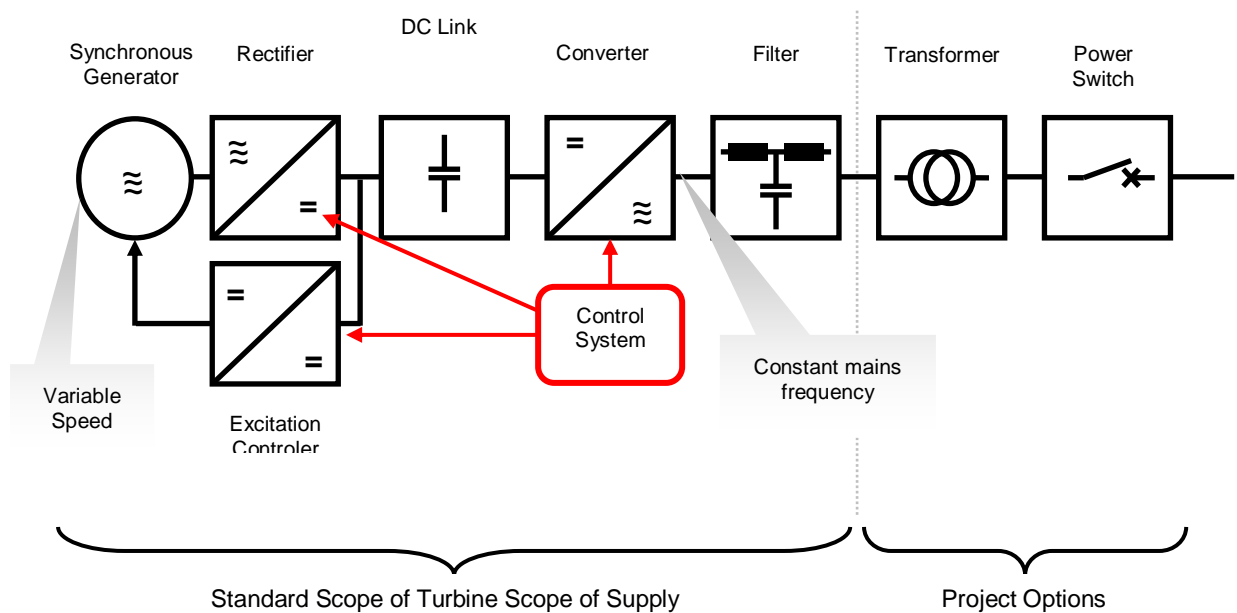 DC Link
Synchronous
Generator
Rectifier
Converter
Filter
Transformer
Power
Switch
Control
System
Constant mains
frequency
Variable
Speed
Excitation
Controler
Standard Scope of Turbine Scope of Supply
Project Options